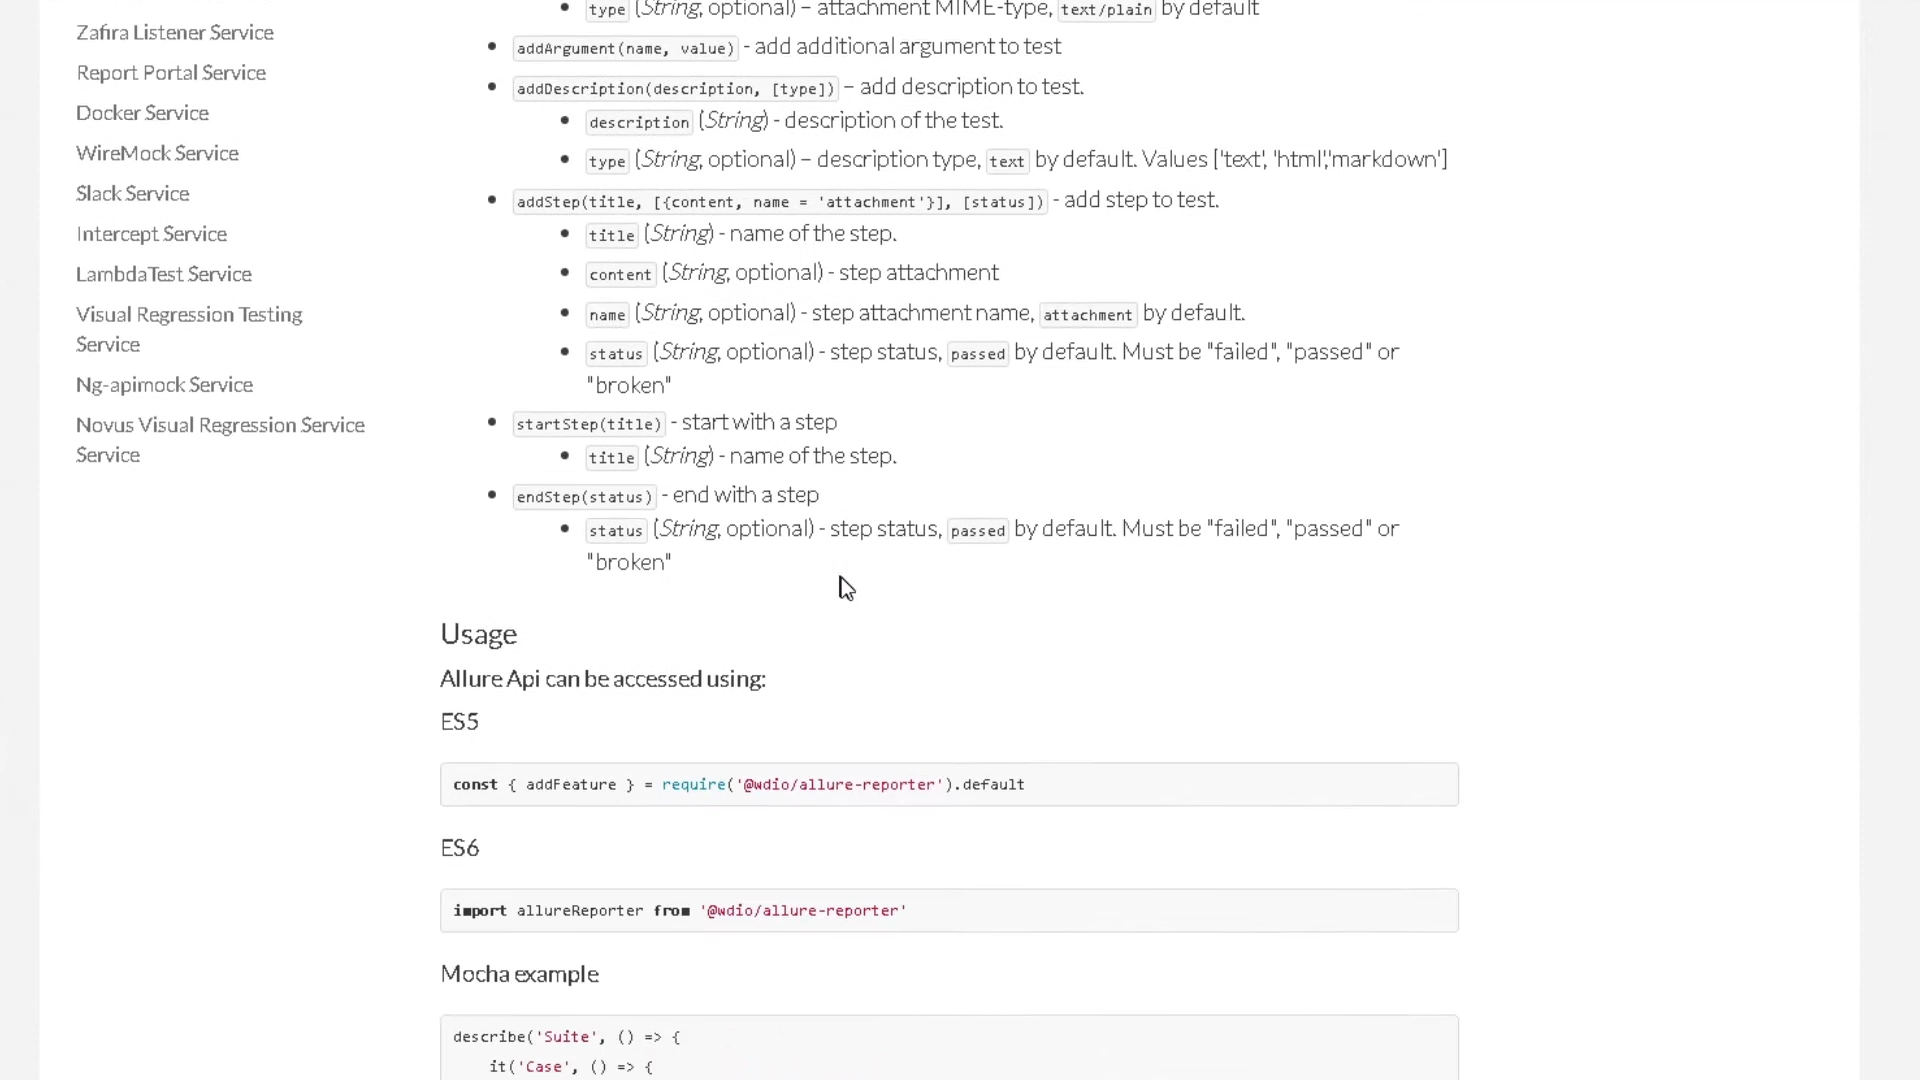 Zafira Listener Service
Report Portal Service
Docker Service
WireMock Service
Slack Service
Intercept Service
LambdaTest Service
Visual Regression Testing
Service
Ng-apimock Service
Novus Visual Regression Service
Service
type (String, optional) – attachment MIME-type, text/plain by default
addArgument(name, value) - add additional argument to test
addDescription(description, [type]) – add description to test.
description (String) - description of the test.
type (String, optional) – description type, text by default. Values ['text', 'html','markdown']
addStep(title, [{content, name = 'attachment'}], [status]) - add step to test.
title (String) - name of the step.
content (String, optional) - step attachment
name (String, optional) - step attachment name, attachment by default.
status (String, optional) - step status, passed by default. Must be "failed", "passed" or
"broken"
startStep(title) - start with a step
title (String) - name of the step.
endStep(status) - end with a step
status (String, optional) - step status, passed by default. Must be "failed", "passed" or
"broken"
Usage
Allure Api can be accessed using:
ES5
const { addFeature } = require('@wdio/allure-reporter').default
ES6
import allureReporter from '@wdio/allure-reporter'
Mocha example
describe('Suite', () => {
it('Case', () => {